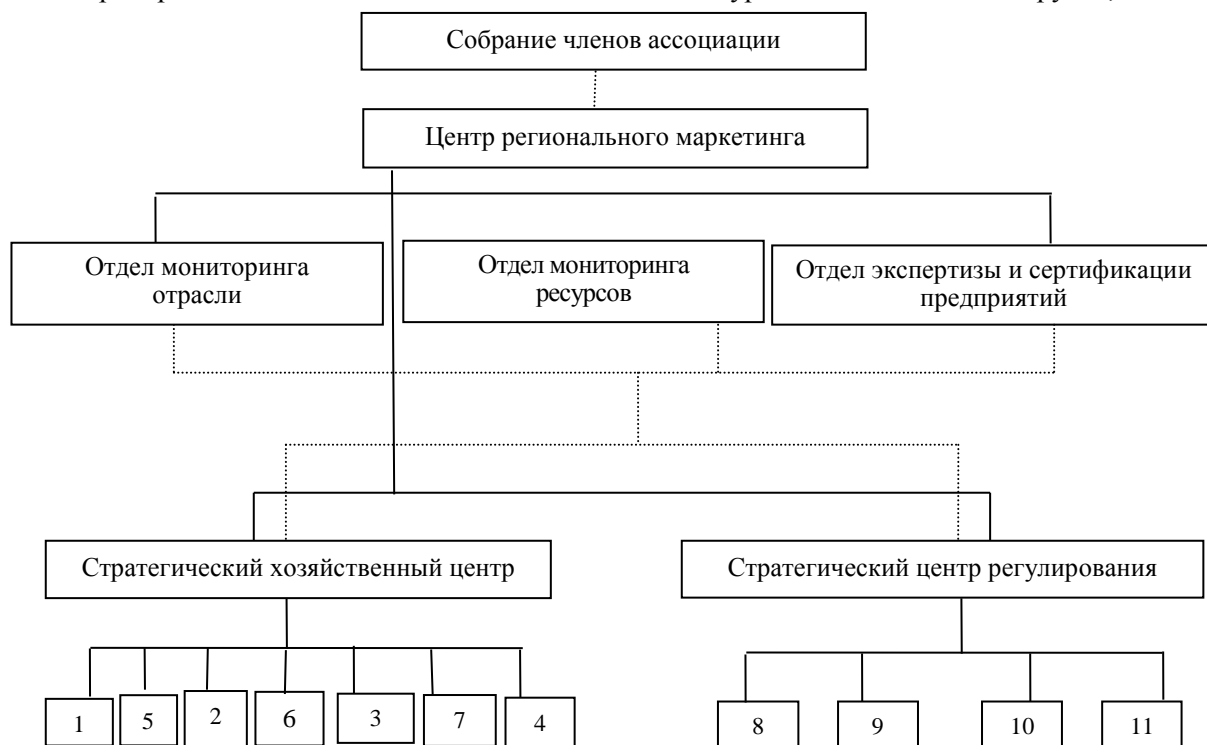 Собрание членов ассоциации
Центр регионального маркетинга
Отдел мониторинга
отрасли
Отдел мониторинга
ресурсов
Отдел экспертизы и сертификации
предприятий
Стратегический хозяйственный центр
Стратегический центр регулирования
1 5 2 6 3 7 4 8 9 10 11